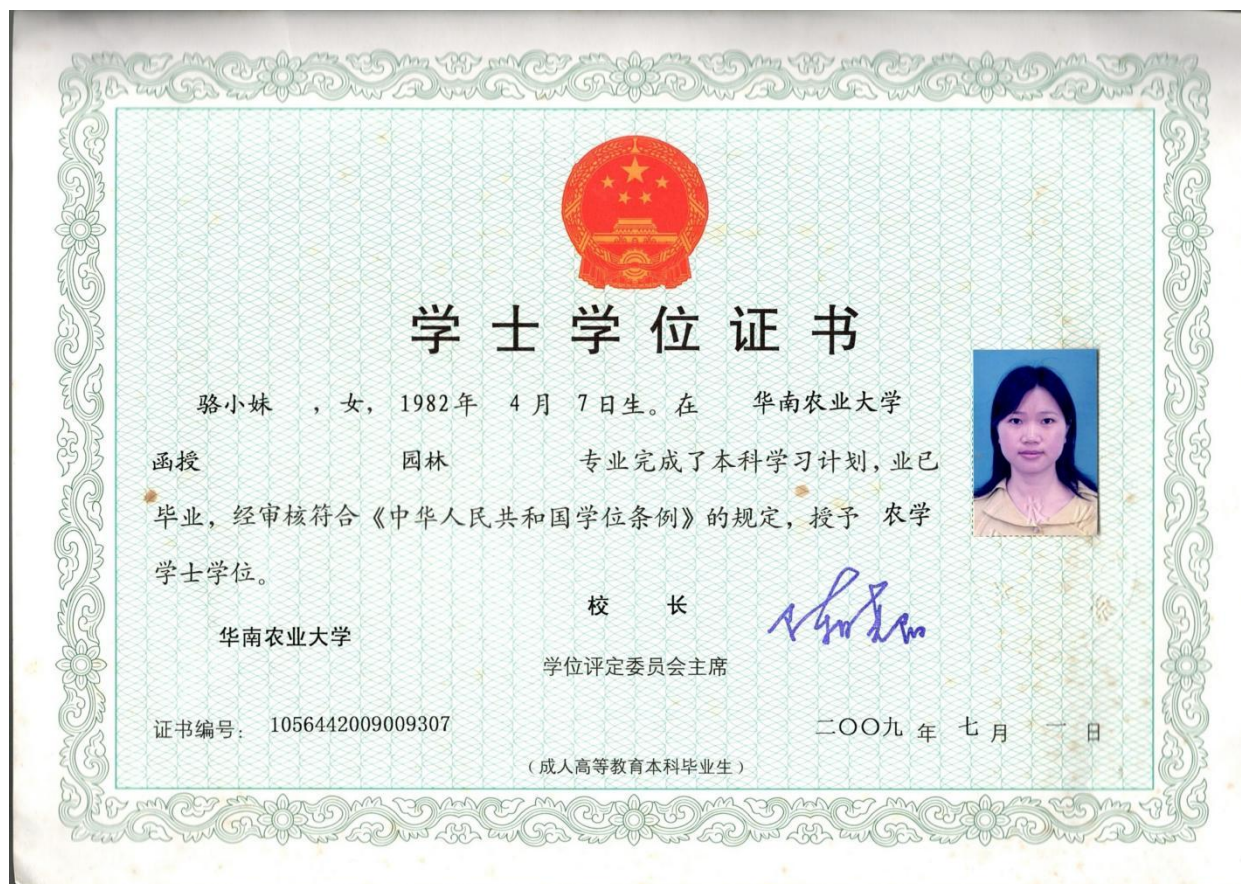 学士学位证书
骆小妹 ，女， 1982年 4月 7日生。在 华南农业大学
函授 园林 专业完成了本科学习计划，业已
毕业，经审核符合《中华人民共和国学位条例》的规定，授予 农学
学士学位。
校 长
华南农业大学
学位评定委员会主席
证书编号： 1056442009009307
二〇〇九 年 七 月 一 日
（成人高等教育本科毕业生）